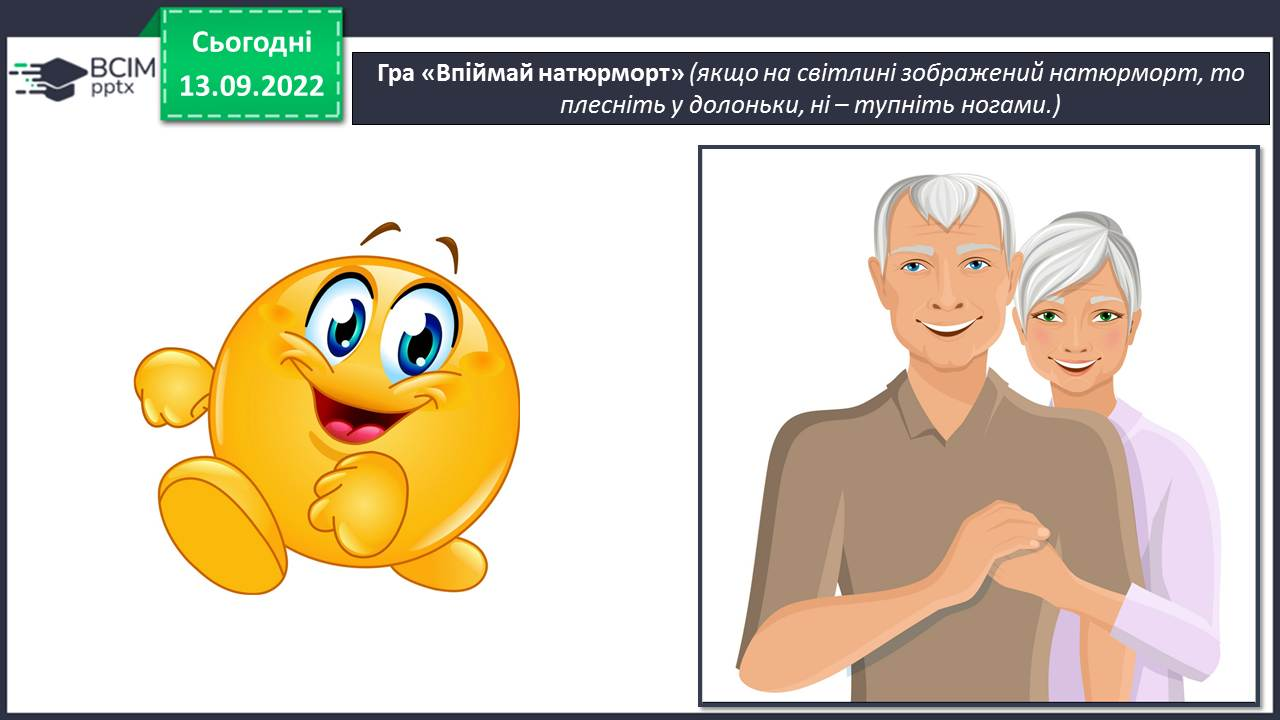 Сьогодні
13.09.2022
BCIM
pptx
Гра «Впіймай натюрморт» (якщо на світлині зображений натюрморт, то
плесніть у долоньки, ні – тупніть ногами.)